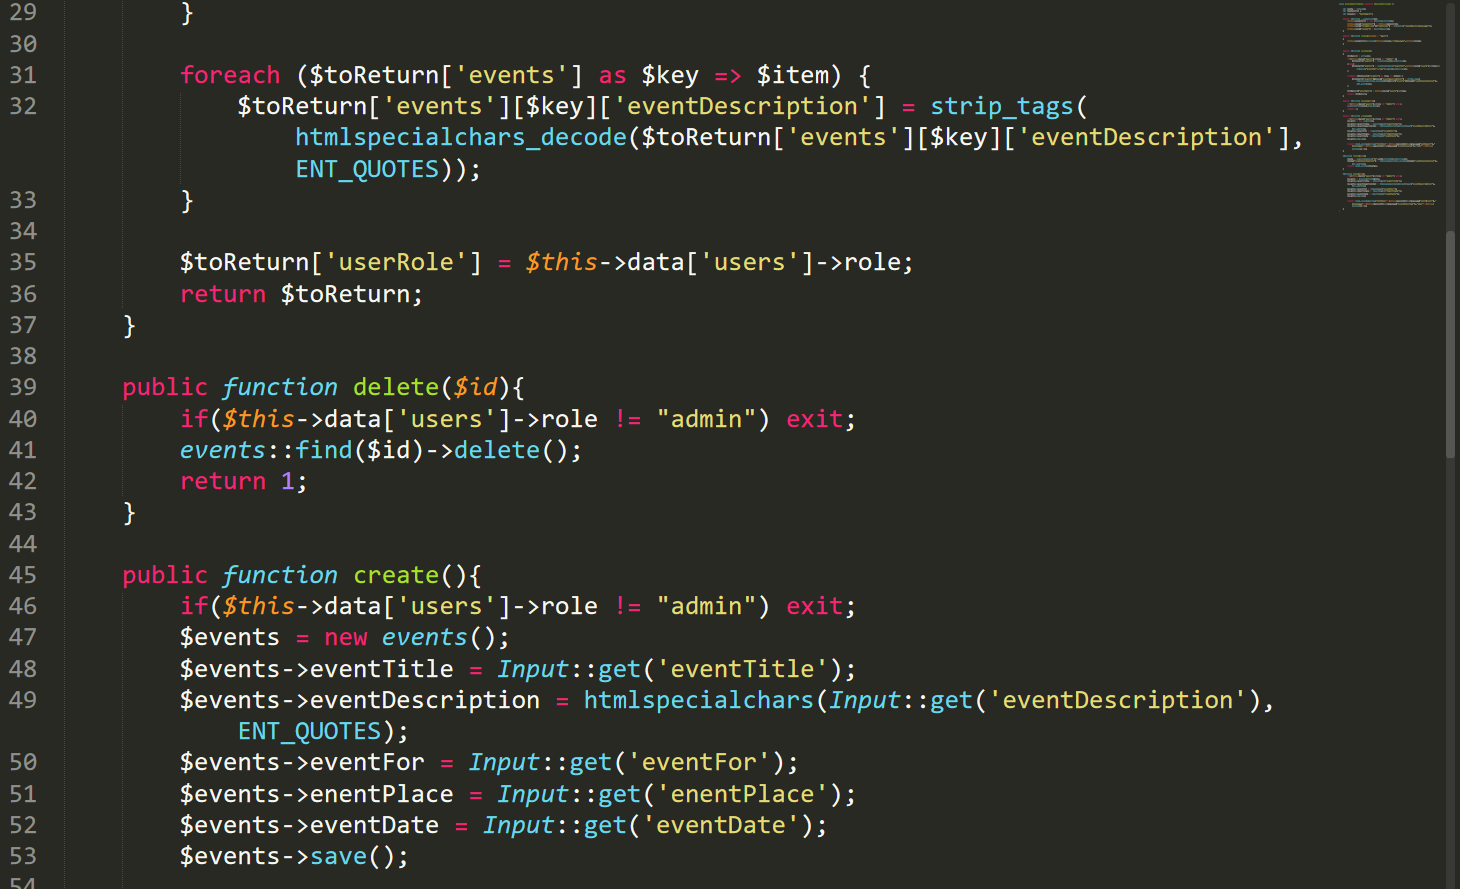 29 }
30
31 foreach ($toReturn['events'] as $key => $item) {
32 $toReturn['events'][$key]['eventDescription'] = strip_tags(
htmlspecialchars_decode($toReturn['events'][$key]['eventDescription'],
ENT_QUOTES));
33 }
34
35 $toReturn['userRole'] = $this->data['users']->role;
36 return $toReturn;
37 }
38
39 public function delete($id){
40 if($this->data['users']->role != "admin") exit;
41 events::find($id)->delete();
42 return 1;
43 }
44
45 public function create(){
46 if($this->data['users']->role != "admin") exit;
47 $events = new events();
48 $events->eventTitle = Input::get('eventTitle');
49 $events->eventDescription = htmlspecialchars(Input::get('eventDescription'),
ENT_QUOTES);
50 $events->eventFor = Input::get('eventFor');
51 $events->enentPlace = Input::get('enentPlace');
52 $events->eventDate = Input::get('eventDate');
53 $events->save();
54